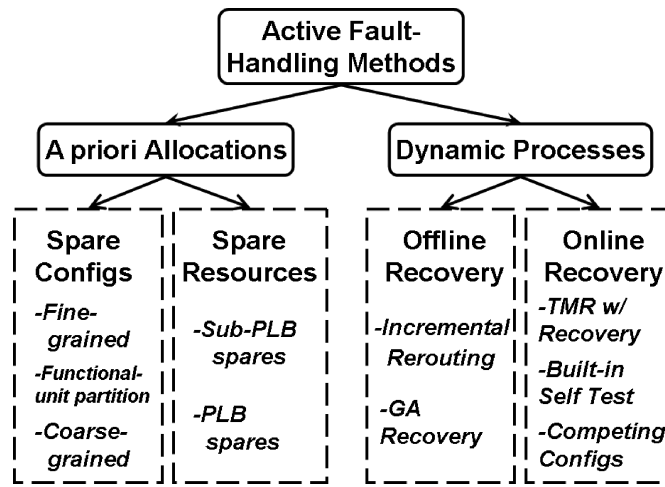 Active Fault-
Handling Methods
A priori Allocations
Dynamic Processes
Spare
Configs
-Fine-
grained
-Functional-
unit partition
-Coarse-
grained
Spare
Resources
-Sub-PLB
spares
-PLB
spares
Offline
Recovery
-Incremental
Rerouting
-GA
Recovery
Online
Recovery
-TMR w/
Recovery
-Built-in
Self Test
-Competing
Configs